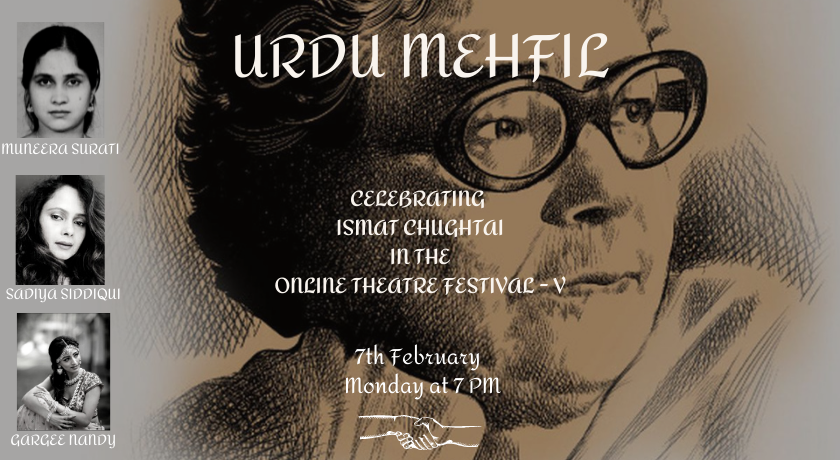 URDU MEHFIL
MUNEERA SURATI
SADIYA SIDDIQUI
GARGEE NANDY
CELEBRATING
ISMAT CHUGHTAI
IN THE
ONLINE THEATRE FESTIVAL - V
7th February
Monday at 7 PM